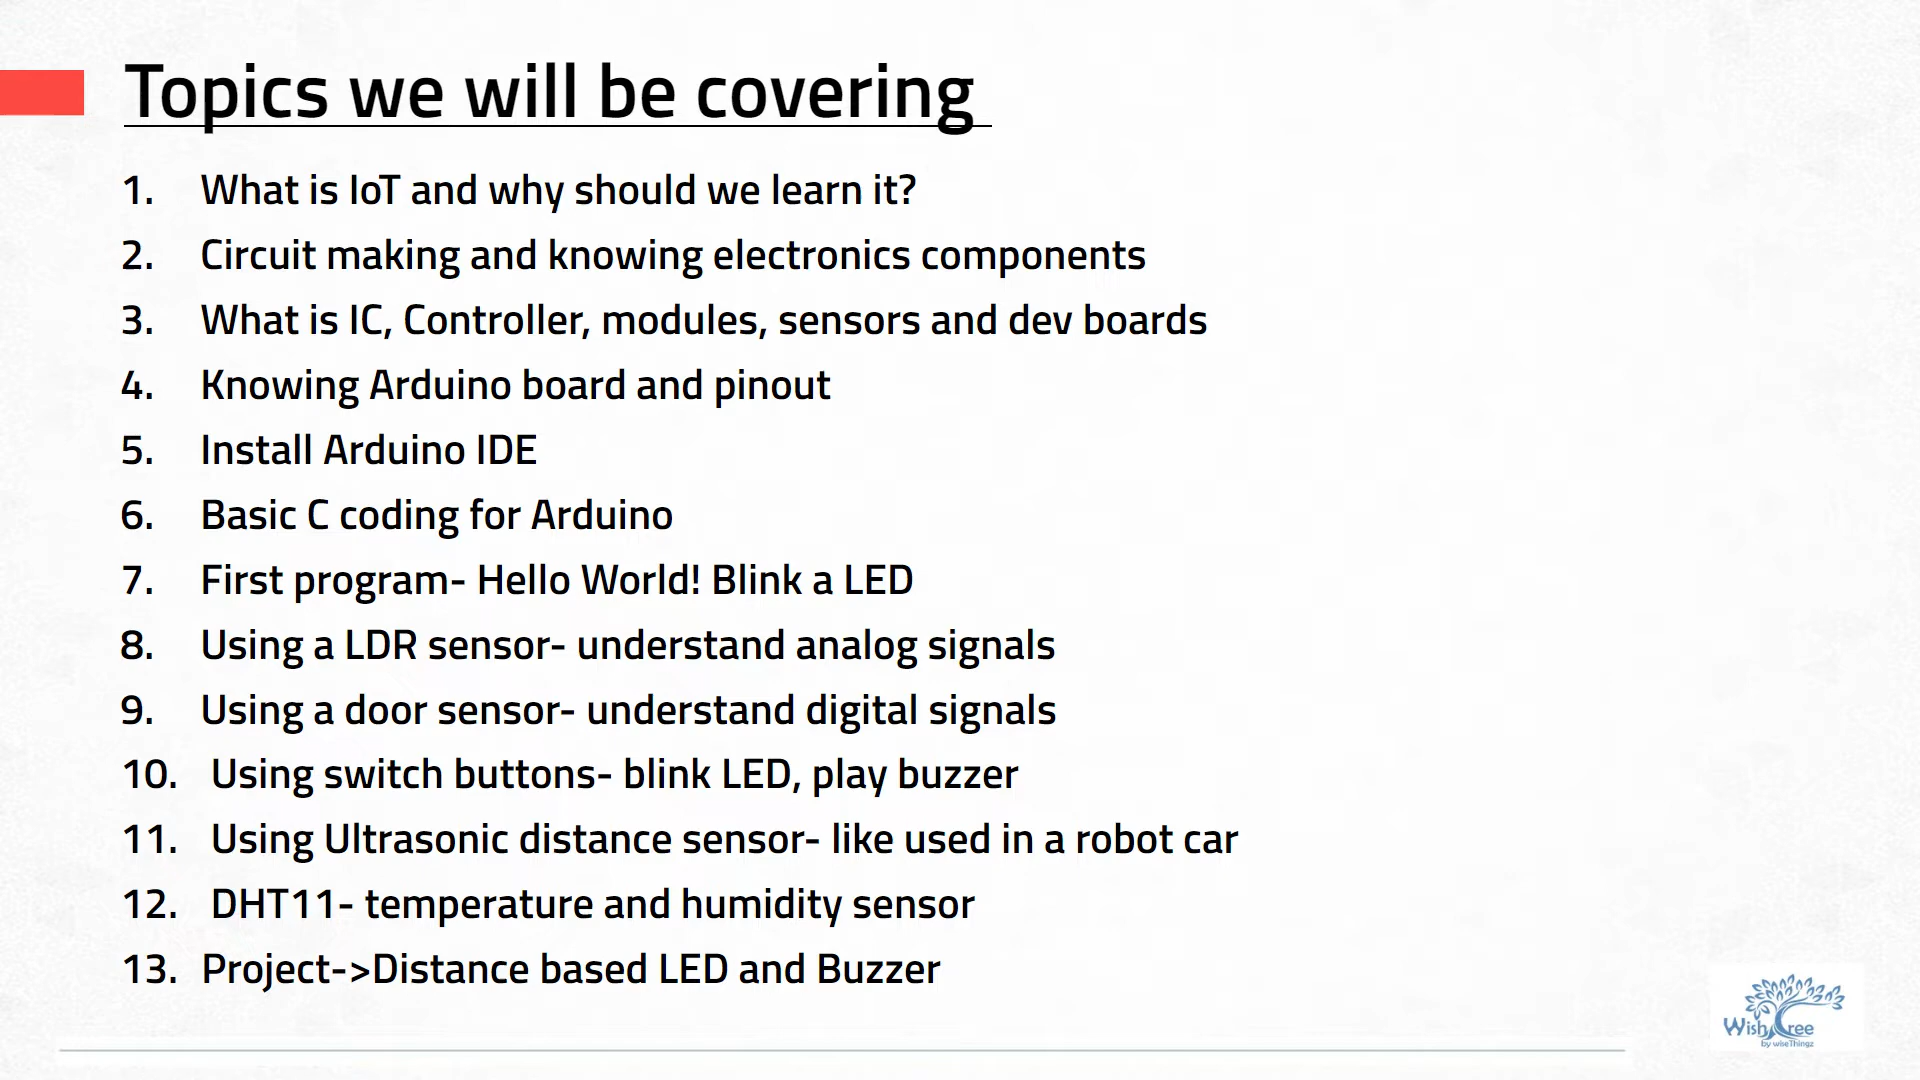 Topics we will be covering
1. What is IoT and why should we learn it?
2. Circuit making and knowing electronics components
3. What is IC, Controller, modules, sensors and dev boards
4. Knowing Arduino board and pinout
5. Install Arduino IDE
6. Basic C coding for Arduino
7. First program- Hello World! Blink a LED
8. Using a LDR sensor- understand analog signals
9. Using a door sensor- understand digital signals
10. Using switch buttons- blink LED, play buzzer
11. Using Ultrasonic distance sensor- like used in a robot car
12. DHT11- temperature and humidity sensor
13. Project->Distance based LED and Buzzer
WishTree
by wiseThingz